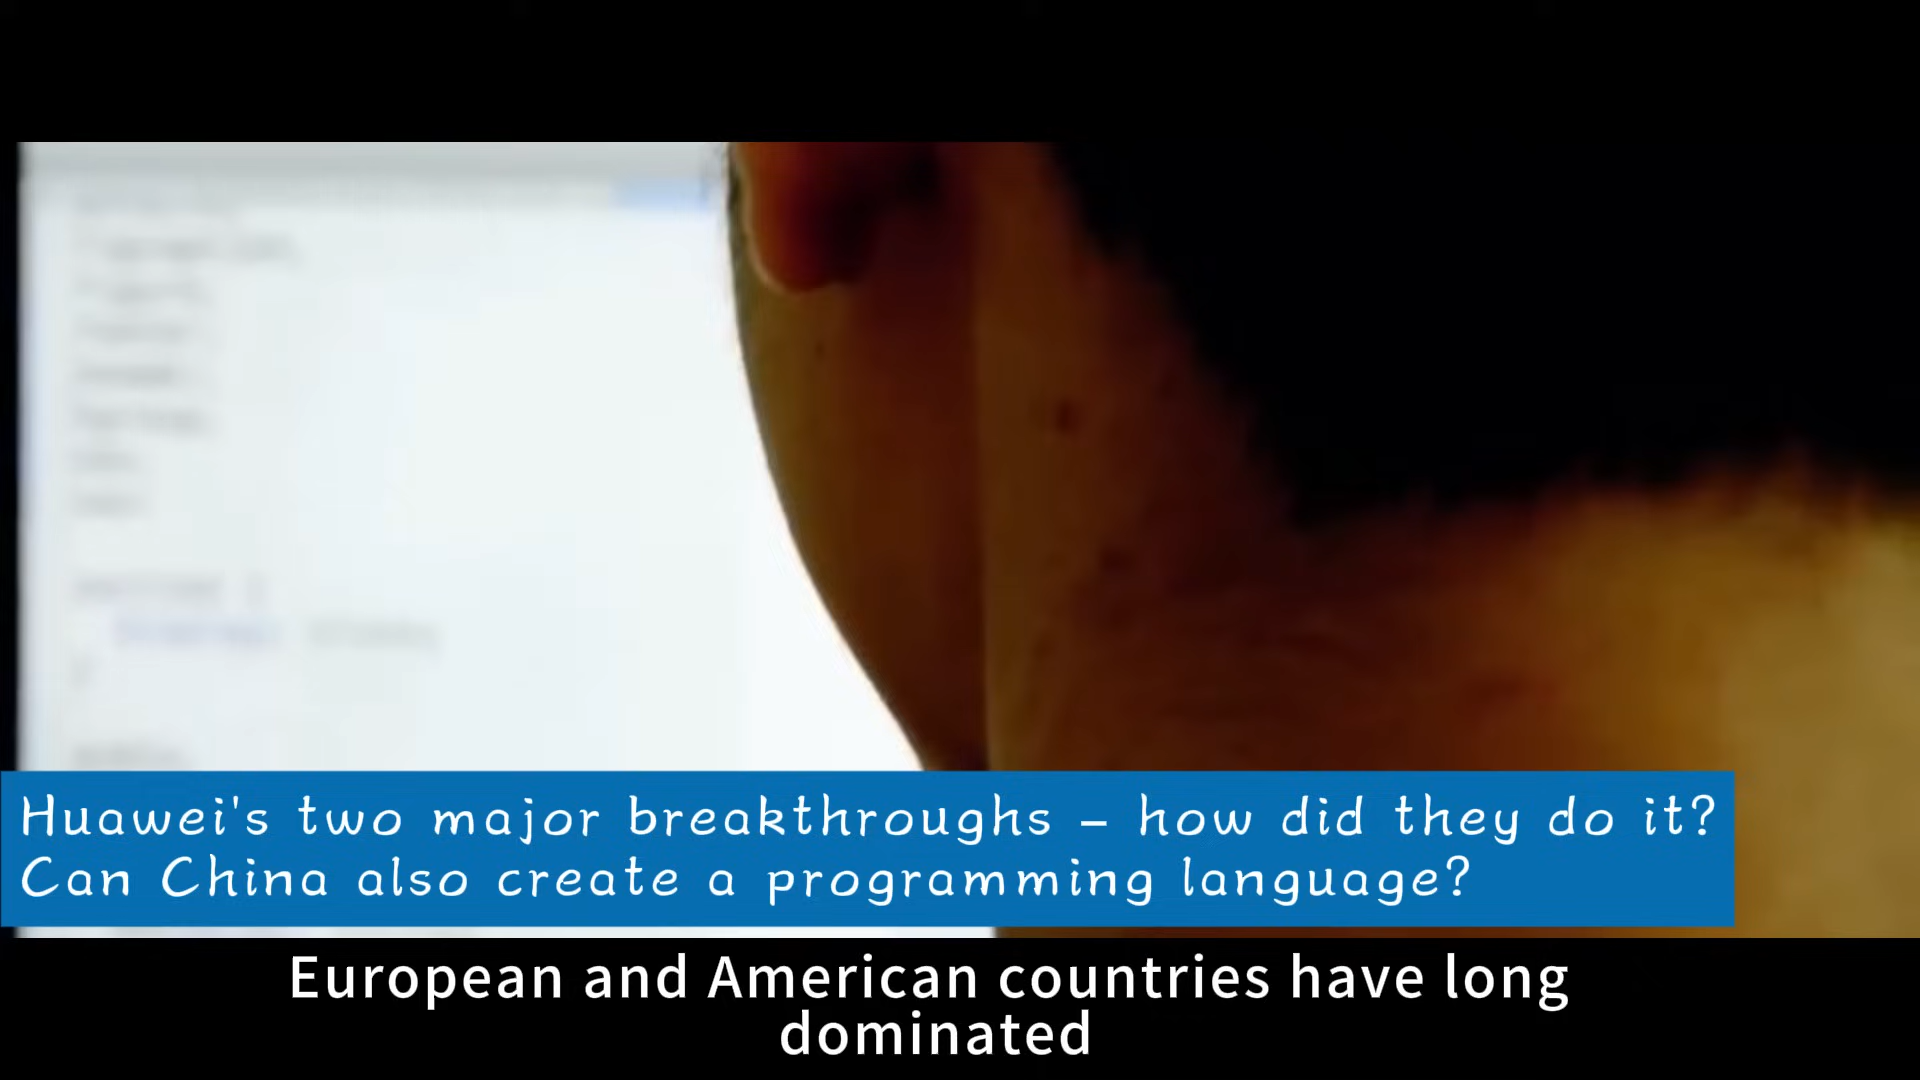 Huawei's two major breakthroughs – how did they do it?
Can China also create a programming language?
European and American countries have long
dominated